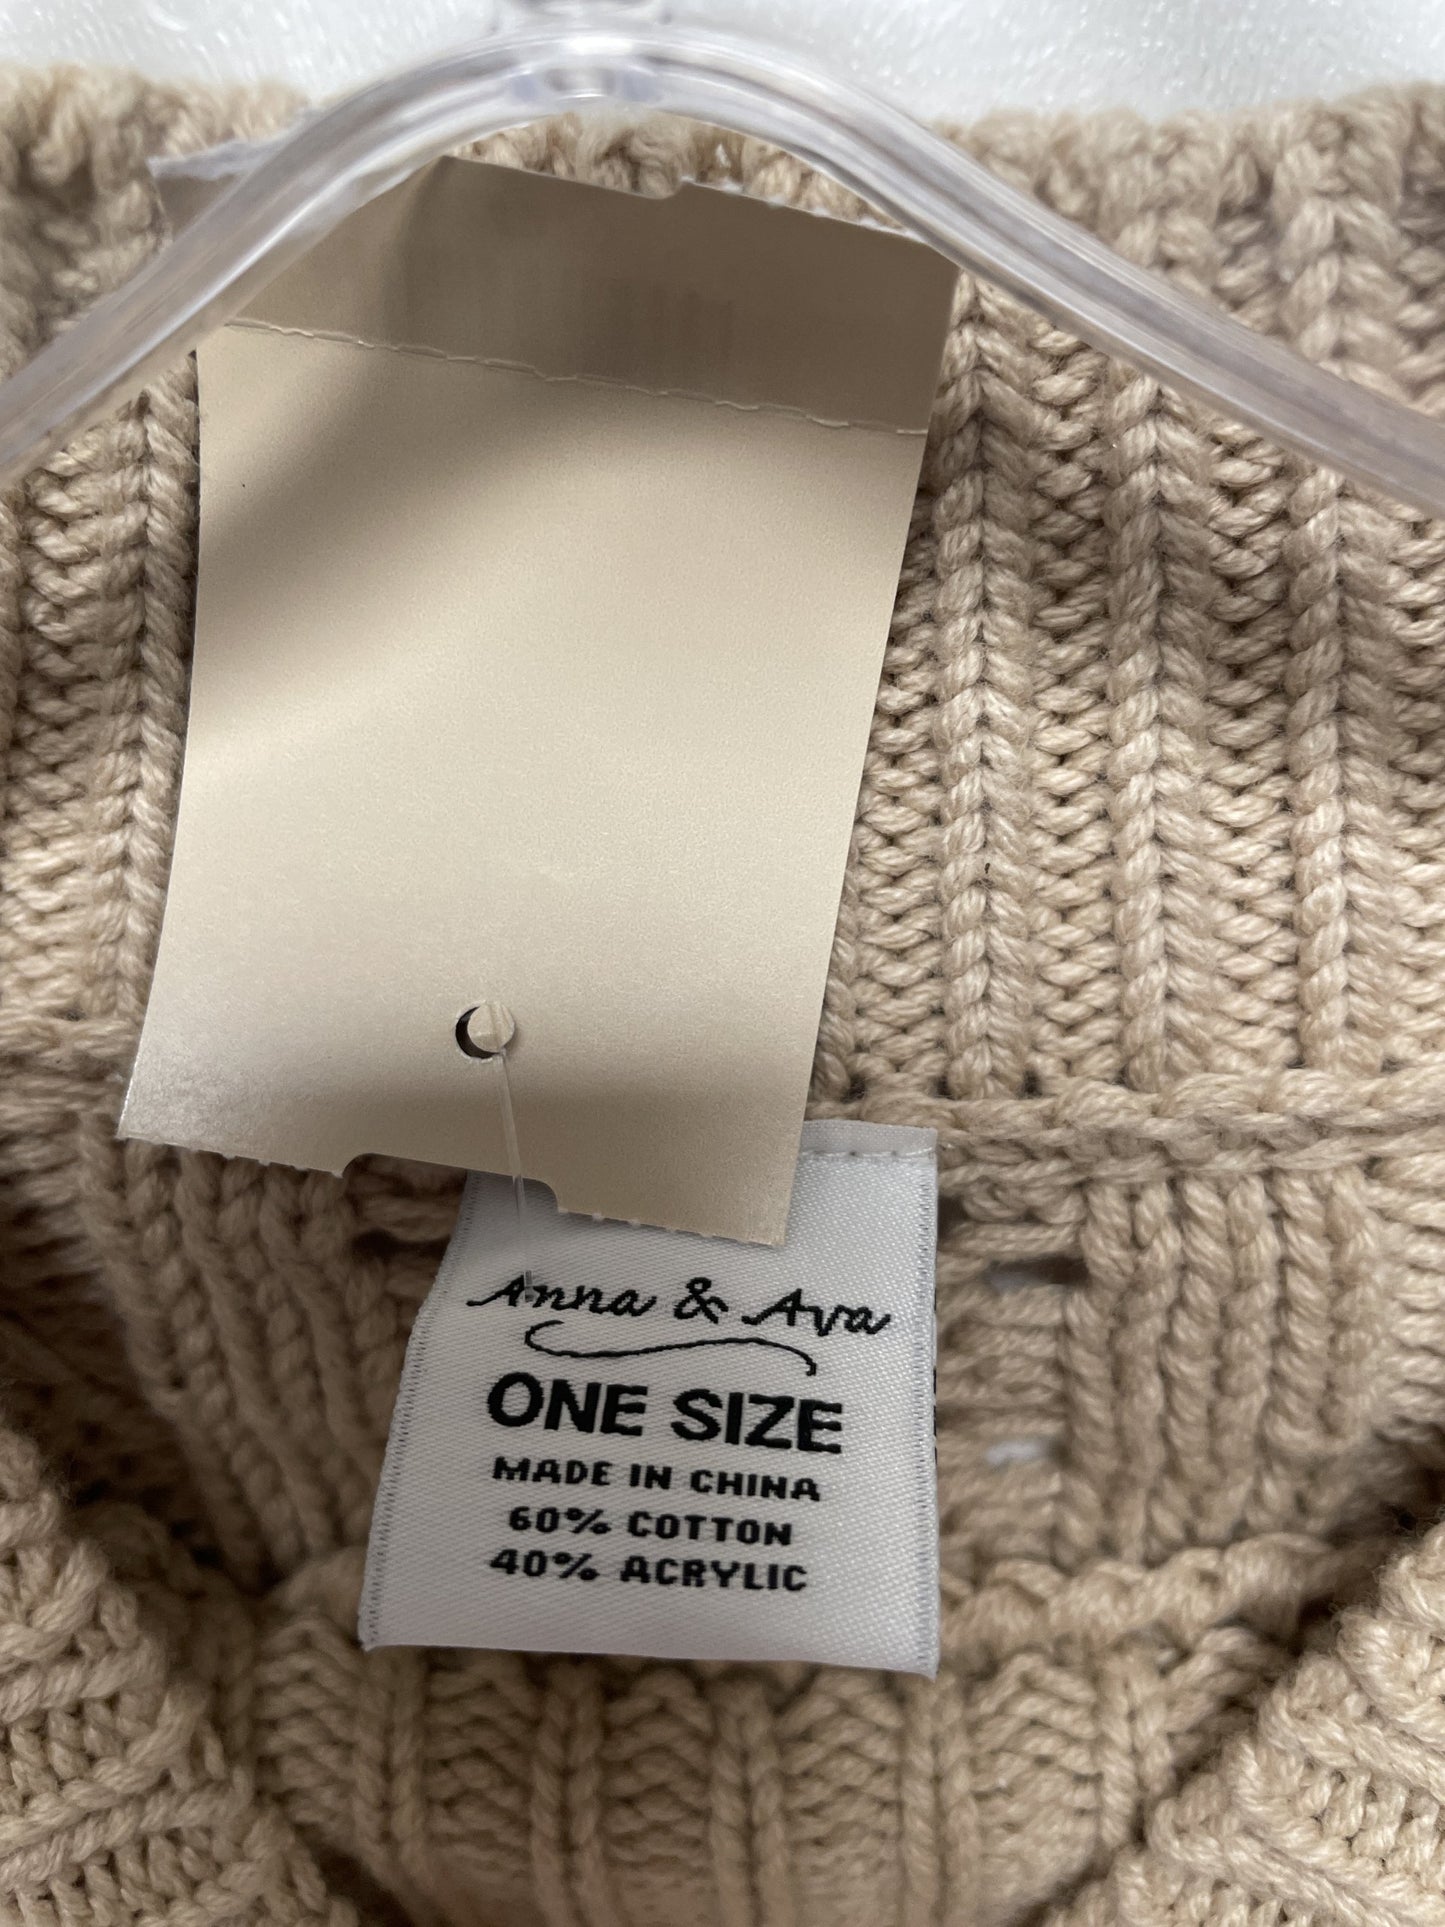 Anna & Ava
ONE SIZE
MADE IN CHINA
60% COTTON
40% ACRYLIC